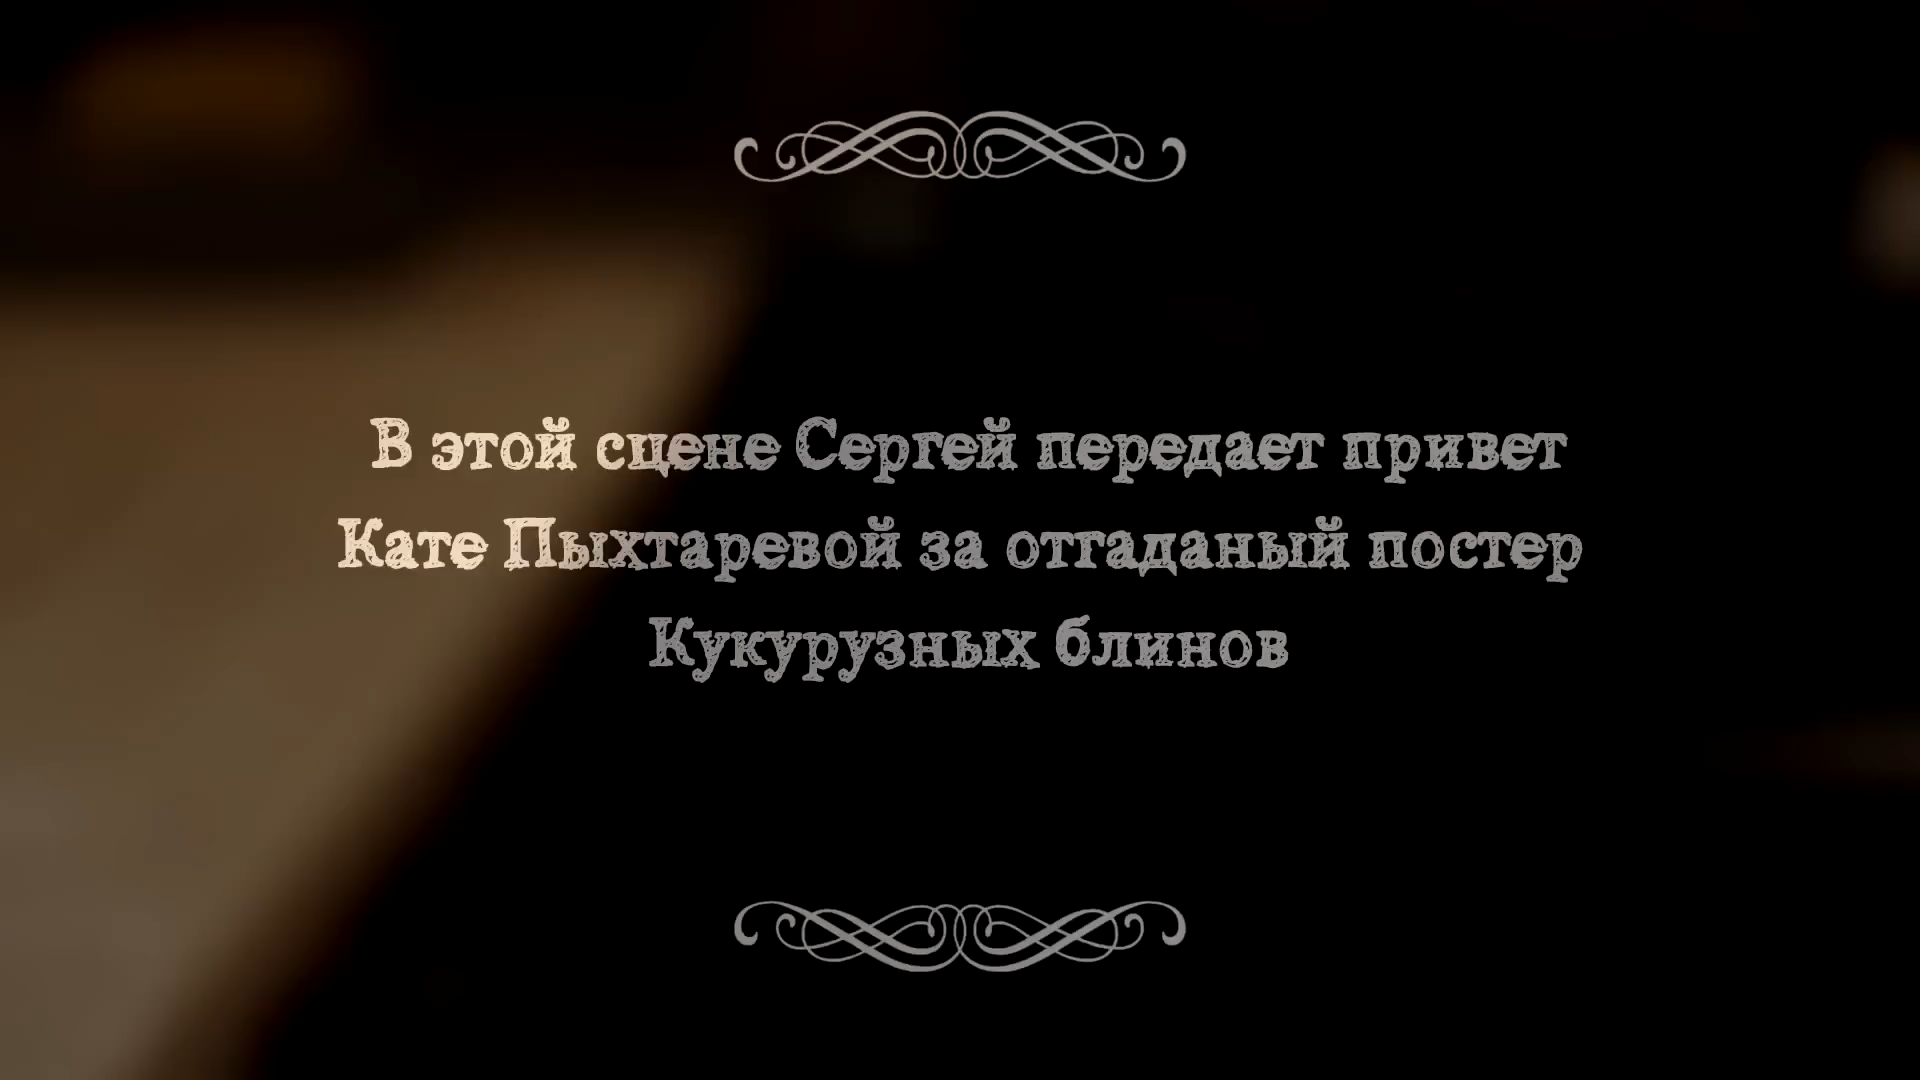 В этой сцене Сергей передает привет
Кате Пыхтаревой за отгаданый постер
Кукурузных блинов